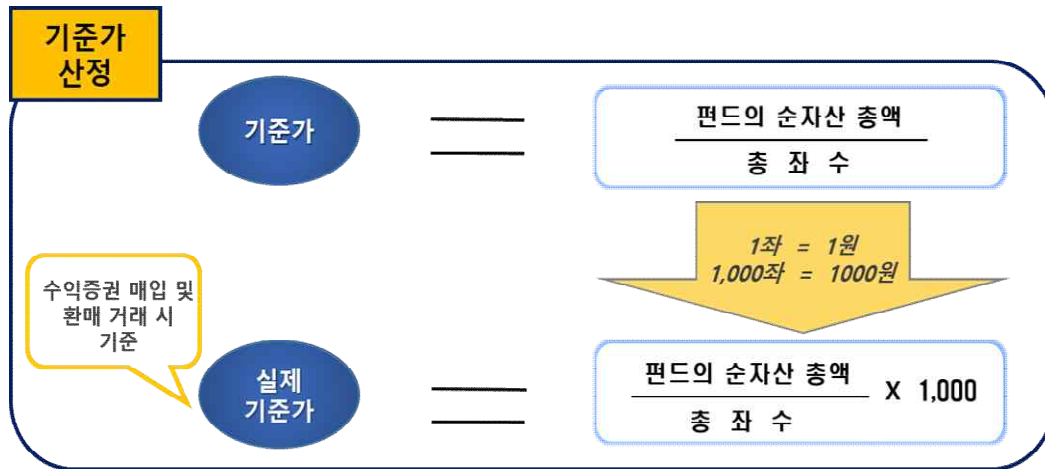 기준가
산정
기준가
펀드의 순자산 총액
총 좌 수
1좌 = 1원
1,000좌 = 1000원
수익증권 매입 및
환매 거래 시
기준
실제
기준가
펀드의 순자산 총액
총 좌 수
X 1,000